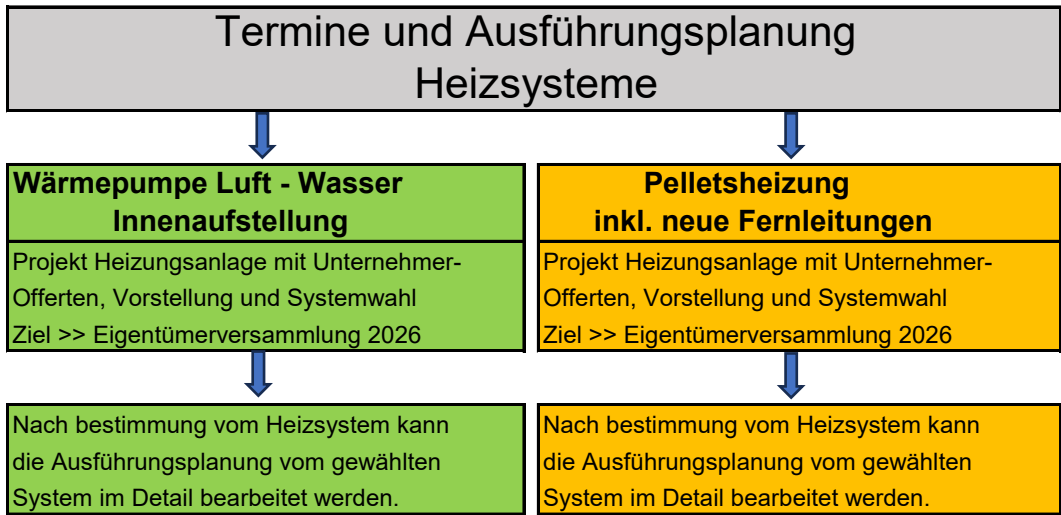 Termine und Ausführungsplanung
Heizsysteme
Wärmepumpe Luft - Wasser
Innenaufstellung
Projekt Heizungsanlage mit Unternehmer-
Offerten, Vorstellung und Systemwahl
Ziel >> Eigentümerversammlung 2026
Nach bestimmung vom Heizsystem kann
die Ausführungsplanung vom gewählten
System im Detail bearbeitet werden.
Pelletsheizung
inkl. neue Fernleitungen
Projekt Heizungsanlage mit Unternehmer-
Offerten, Vorstellung und Systemwahl
Ziel >> Eigentümerversammlung 2026
Nach bestimmung vom Heizsystem kann
die Ausführungsplanung vom gewählten
System im Detail bearbeitet werden.